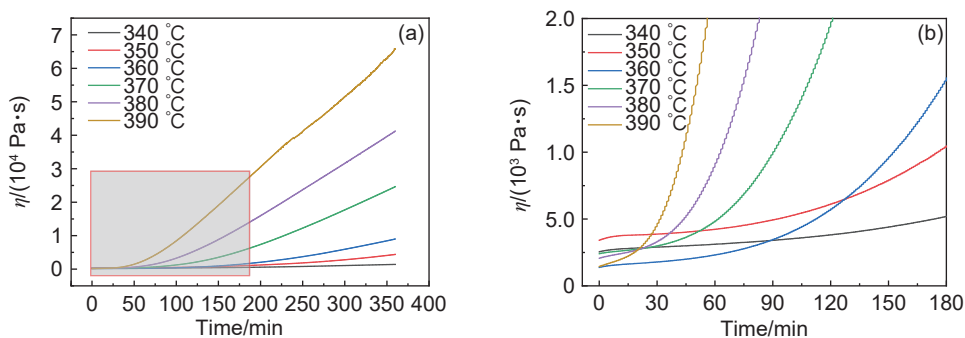 (a)
340 °C
350 °C
360 °C
370 °C
380 °C
390 °C
7
6
5
4
3
2
1
0
η/(10⁴ Pa•s)
0 50 100 150 200 250 300 350 400
Time/min
(b)
340 °C
350 °C
360 °C
370 °C
380 °C
390 °C
2.0
1.5
1.0
5.0
2.5
0
η/(10³ Pa•s)
0 30 60 90 120 150 180
Time/min